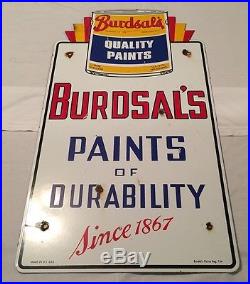 Burdsal's
QUALITY
PAINTS
BURDSAL'S
PAINTS
OF
DURABILITY
Since 1867